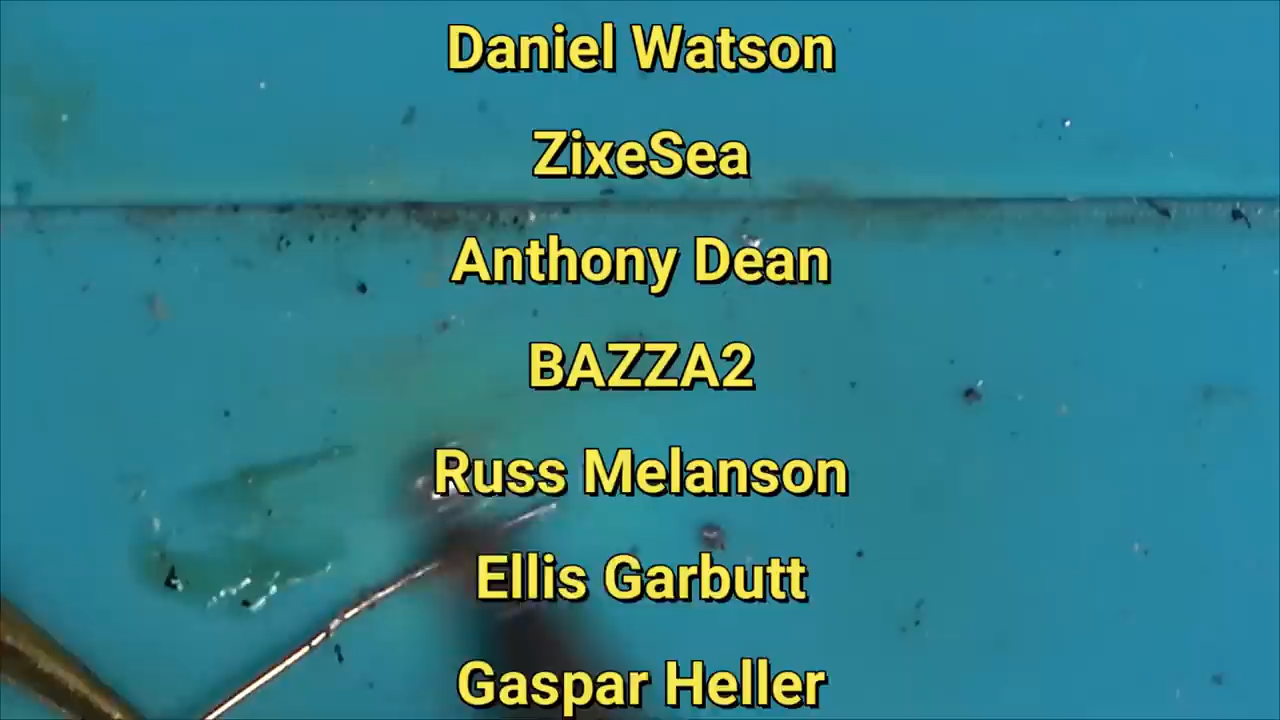 Daniel Watson
ZixeSea
Anthony Dean
BAZZA2
Russ Melanson
Ellis Garbutt
Gaspar Heller